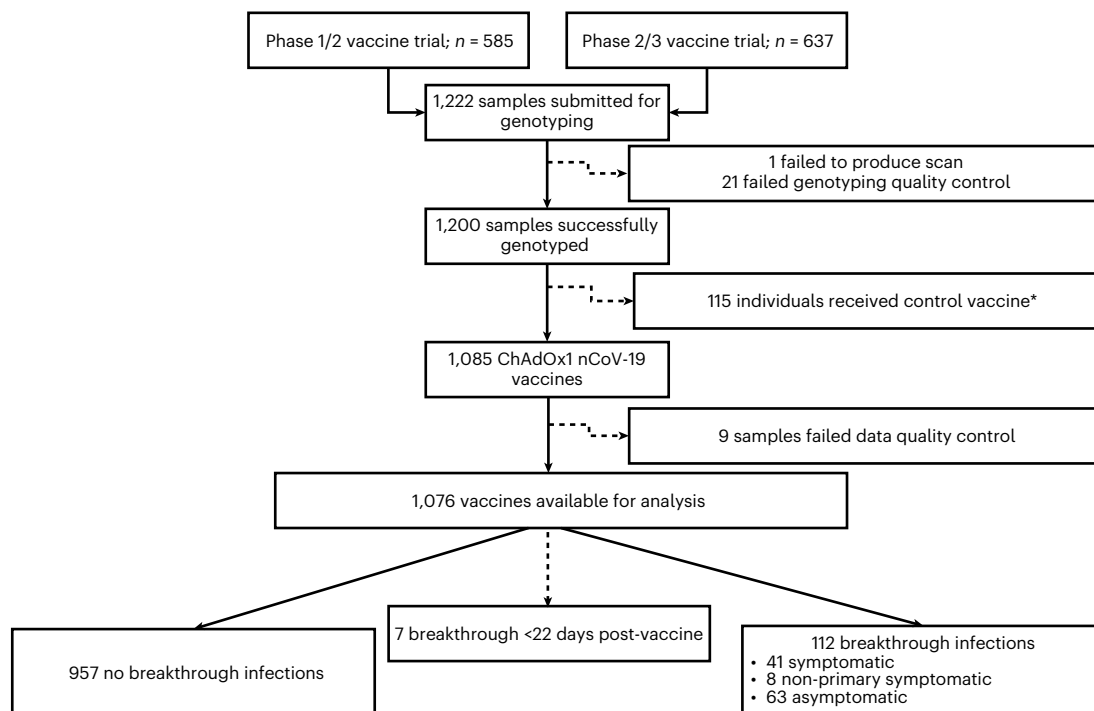 Phase 1/2 vaccine trial; n = 585
Phase 2/3 vaccine trial; n = 637
1,222 samples submitted for
genotyping
1 failed to produce scan
21 failed genotyping quality control
1,200 samples successfully
genotyped
115 individuals received control vaccine*
1,085 ChAdOx1 nCoV-19
vaccines
9 samples failed data quality control
1,076 vaccines available for analysis
957 no breakthrough infections
7 breakthrough <22 days post-vaccine
112 breakthrough infections
• 41 symptomatic
• 8 non-primary symptomatic
• 63 asymptomatic